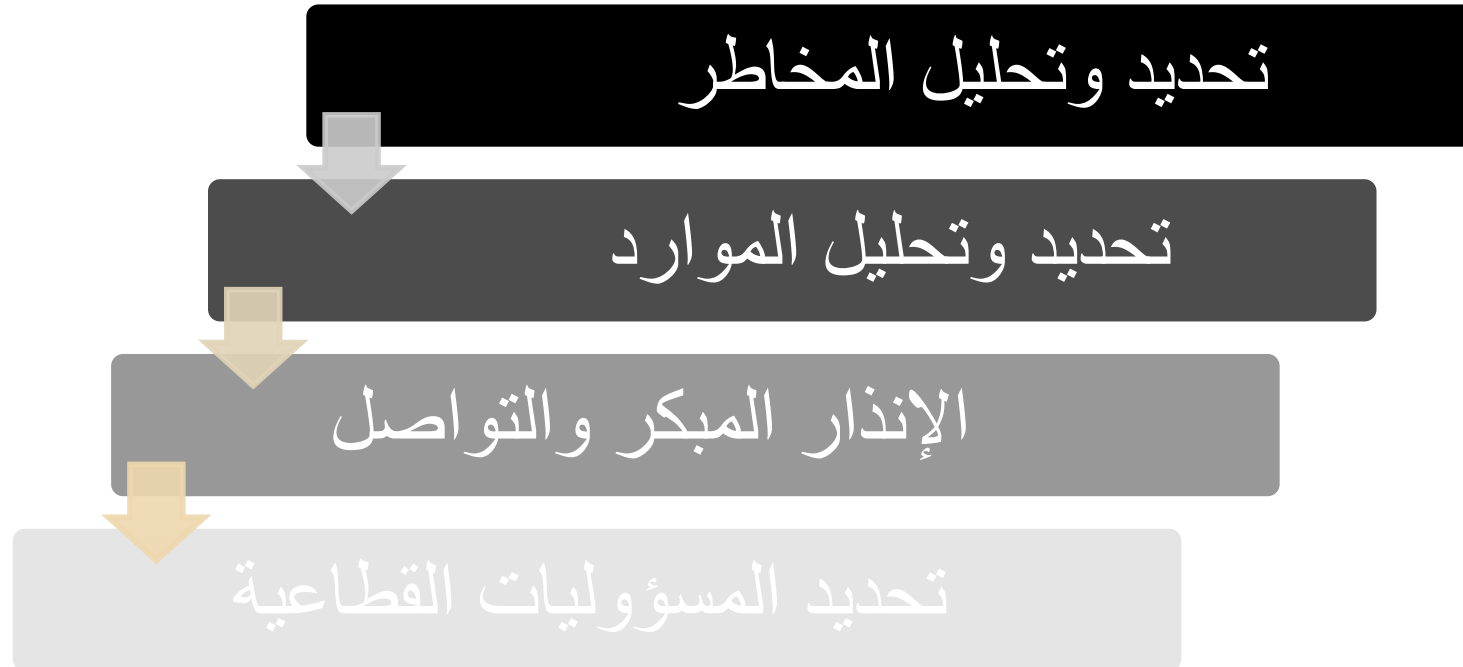 تحديد وتحليل المخاطر
تحديد وتحليل الموارد
الإنذار المبكر والتواصل
تحديد المسؤوليات القطاعية